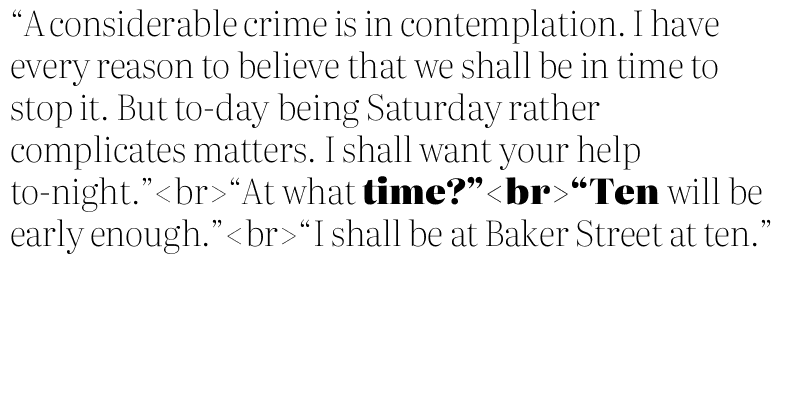 “A considerable crime is in contemplation. I have
every reason to believe that we shall be in time to
stop it. But to-day being Saturday rather
complicates matters. I shall want your help
to-night.”<br>“At what time?”<br>“Ten will be
early enough.”<br>“I shall be at Baker Street at ten.”